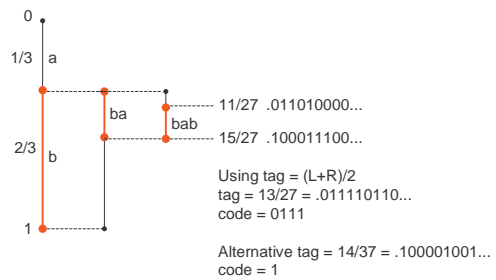 0
1/3 a
ba
bab
11/27 .011010000...
15/27 .100011100...
2/3 b
1
Using tag = (L+R)/2
tag = 13/27 = .011110110...
code = 0111
Alternative tag = 14/37 = .100001001...
code = 1